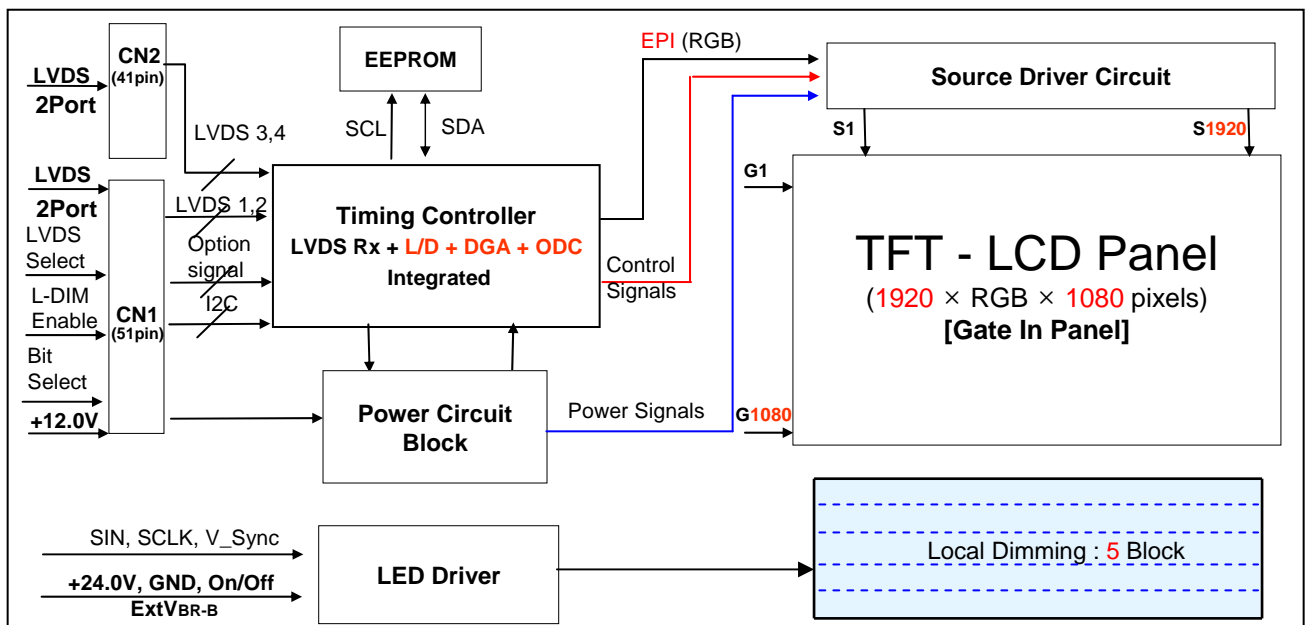 CN2
(41pin)
LVDS
2Port
EEPROM
SCL
SDA
LVDS 3,4
EPI (RGB)
Source Driver Circuit
S1
S1920
LVDS
2Port
LVDS
Select
L-DIM
Enable
Bit
Select
+12.0V
CN1
(51pin)
LVDS 1,2
Option
signal
I2C
Timing Controller
LVDS Rx + L/D + DGA + ODC
Integrated
Control
Signals
G1
TFT - LCD Panel
(1920 × RGB × 1080 pixels)
[Gate In Panel]
G1080
Power Circuit
Block
Power Signals
SIN, SCLK, V_Sync
+24.0V, GND, On/Off
ExtVBR-B
LED Driver
Local Dimming : 5 Block